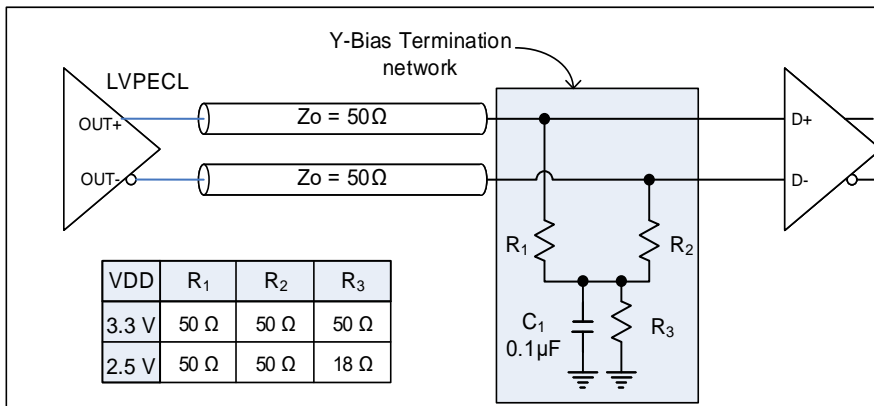 Y-Bias Termination
network
LVPECL
OUT+
OUT-
Zo = 50Ω
Zo = 50Ω
D+
D-
R1
R2
C1
0.1µF
R3
VDD R1 R2 R3
3.3 V 50 Ω 50 Ω 50 Ω
2.5 V 50 Ω 50 Ω 18 Ω